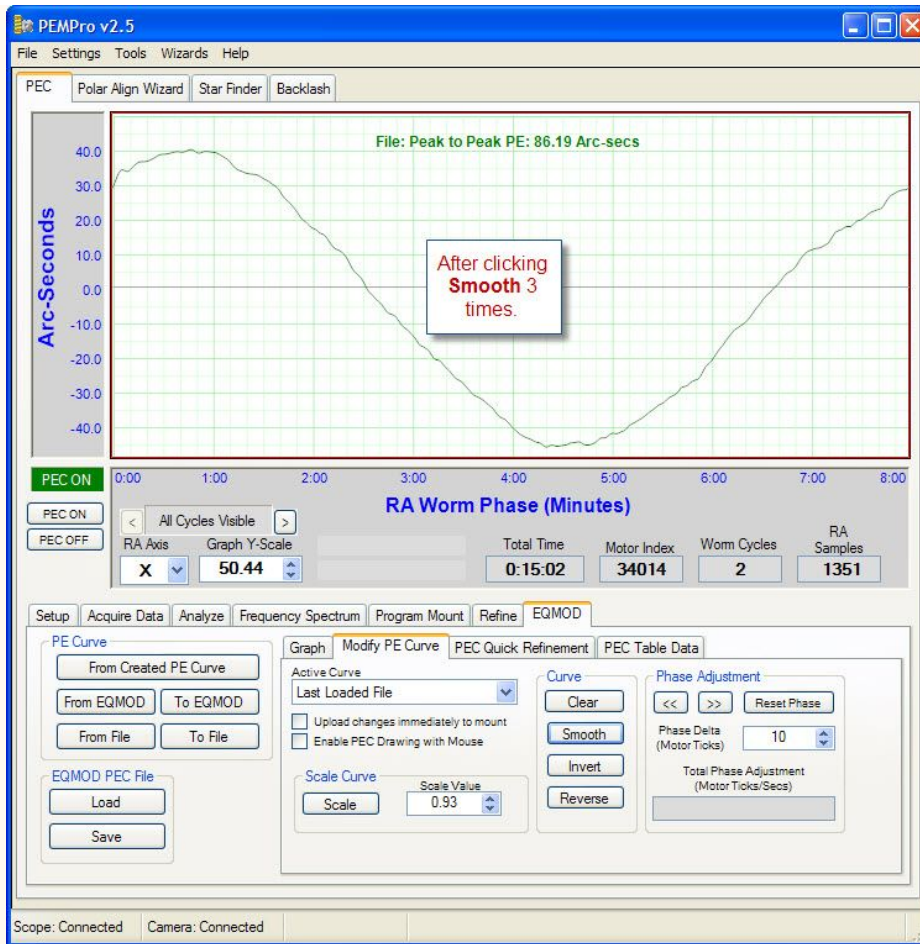 PEMPro v2.5
File Settings Tools Wizards Help
PEC Polar Align Wizard Star Finder Backlash
File: Peak to Peak PE: 86.19 Arc-secs
Arc-Seconds
40.0
30.0
20.0
10.0
0.0
-10.0
-20.0
-30.0
-40.0
After clicking
Smooth 3
times.
PEC ON
0:00 1:00 2:00 3:00 4:00 5:00 6:00 7:00 8:00
RA Worm Phase (Minutes)
PEC ON
PEC OFF
< All Cycles Visible >
RA Axis Graph Y-Scale
X 50.44
Total Time Motor Index Worm Cycles RA Samples
0:15:02 34014 2 1351
Setup Acquire Data Analyze Frequency Spectrum Program Mount Refine EQMOD
PE Curve
From Created PE Curve
From EQMOD To EQMOD
From File To File
EQMOD PEC File
Load
Save
Graph Modify PE Curve PEC Quick Refinement PEC Table Data
Active Curve
Last Loaded File
Upload changes immediately to mount
Enable PEC Drawing with Mouse
Scale Curve
Scale Value
Scale 0.93
Curve
Clear
Smooth
Invert
Reverse
Phase Adjustment
<< >> Reset Phase
Phase Delta
(Motor Ticks)
10
Total Phase Adjustment
(Motor Ticks/Secs)
Scope: Connected Camera: Connected